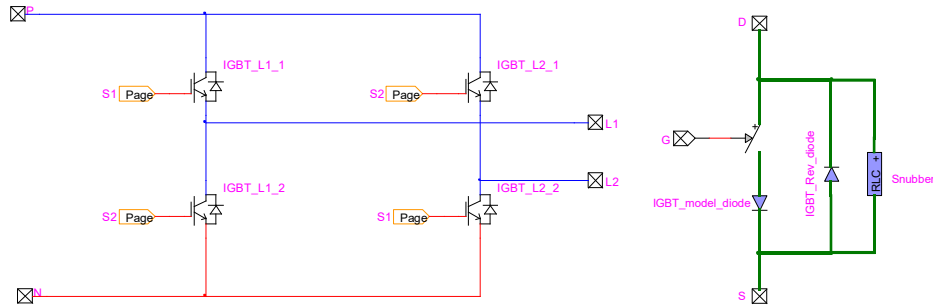 P
D
IGBT_L1_1
IGBT_L2_1
S1 Page
S2 Page
L1
G
+
IGBT_Rev_diode
RLC +
Snubber
L2
IGBT_L1_2
IGBT_L2_2
S2 Page
S1 Page
IGBT_model_diode
N
S